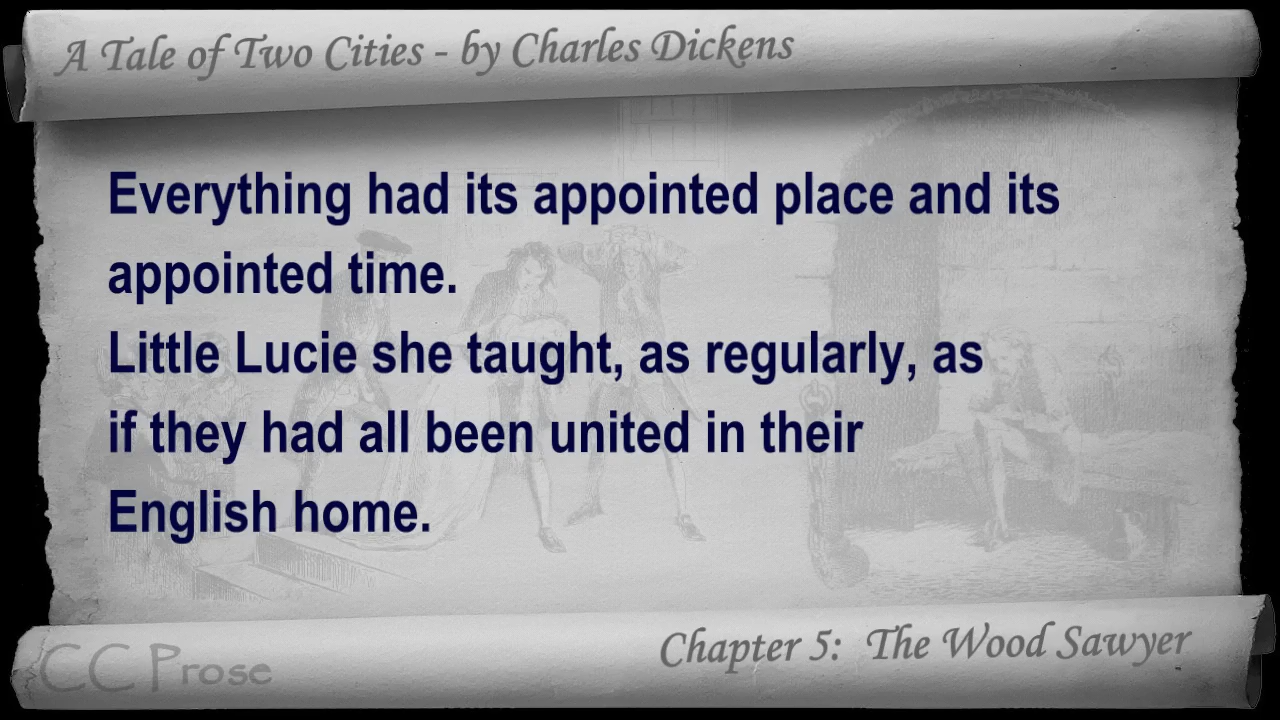 A Tale of Two Cities - by Charles Dickens
Everything had its appointed place and its
appointed time.
Little Lucie she taught, as regularly, as
if they had all been united in their
English home.
Chapter 5: The Wood Sawyer
CC Prose